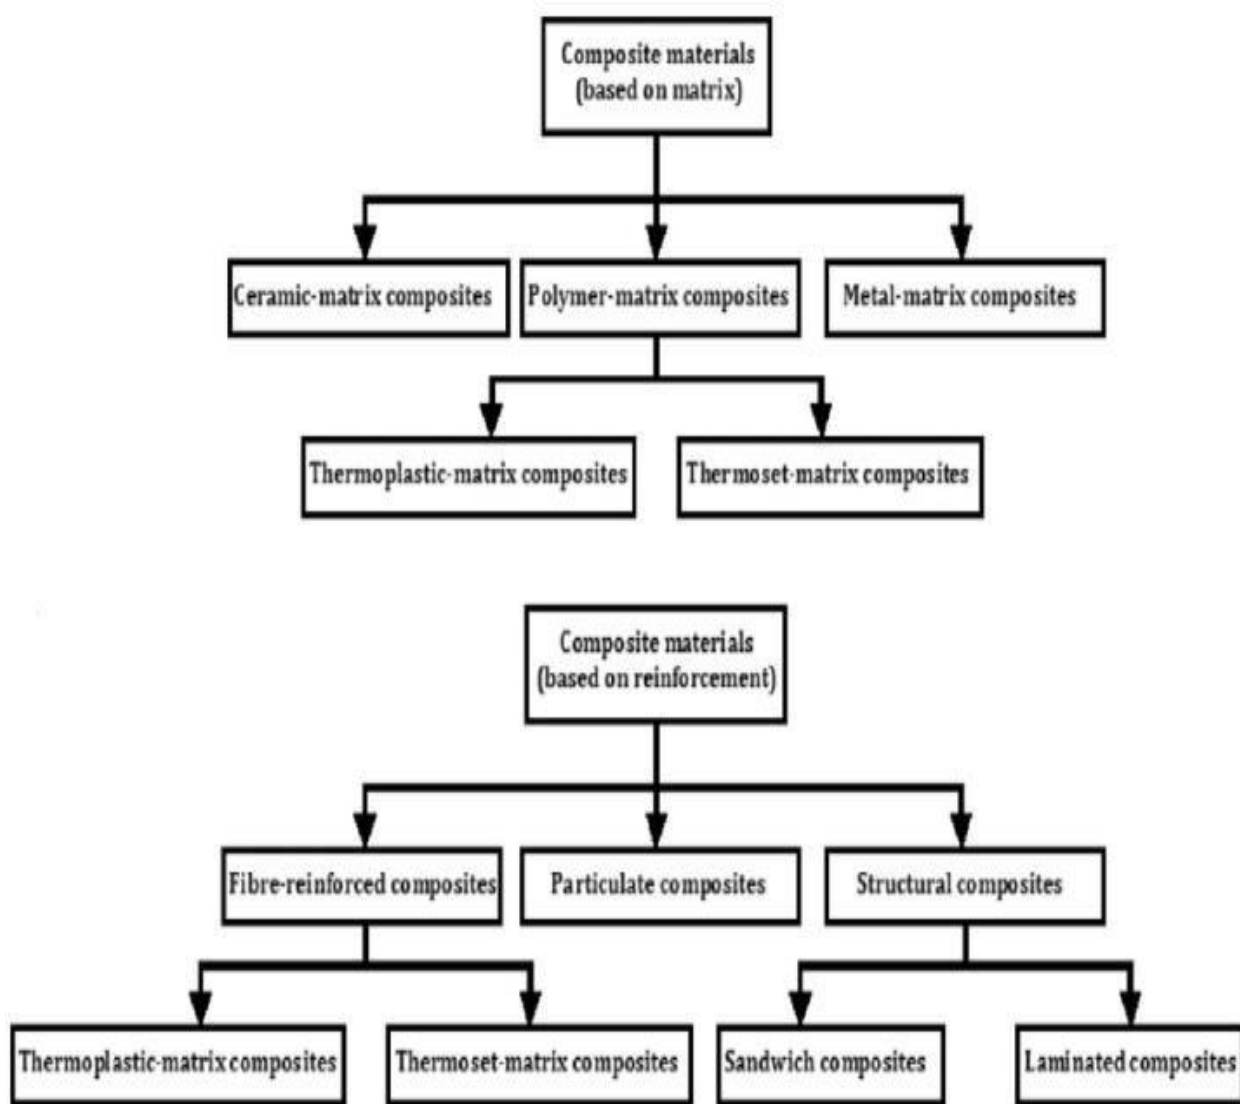 Composite materials
(based on matrix)
Ceramic-matrix composites
Polymer-matrix composites
Metal-matrix composites
Thermoplastic-matrix composites
Thermoset-matrix composites
Composite materials
(based on reinforcement)
Fibre-reinforced composites
Particulate composites
Structural composites
Thermoplastic-matrix composites
Thermoset-matrix composites
Sandwich composites
Laminated composites